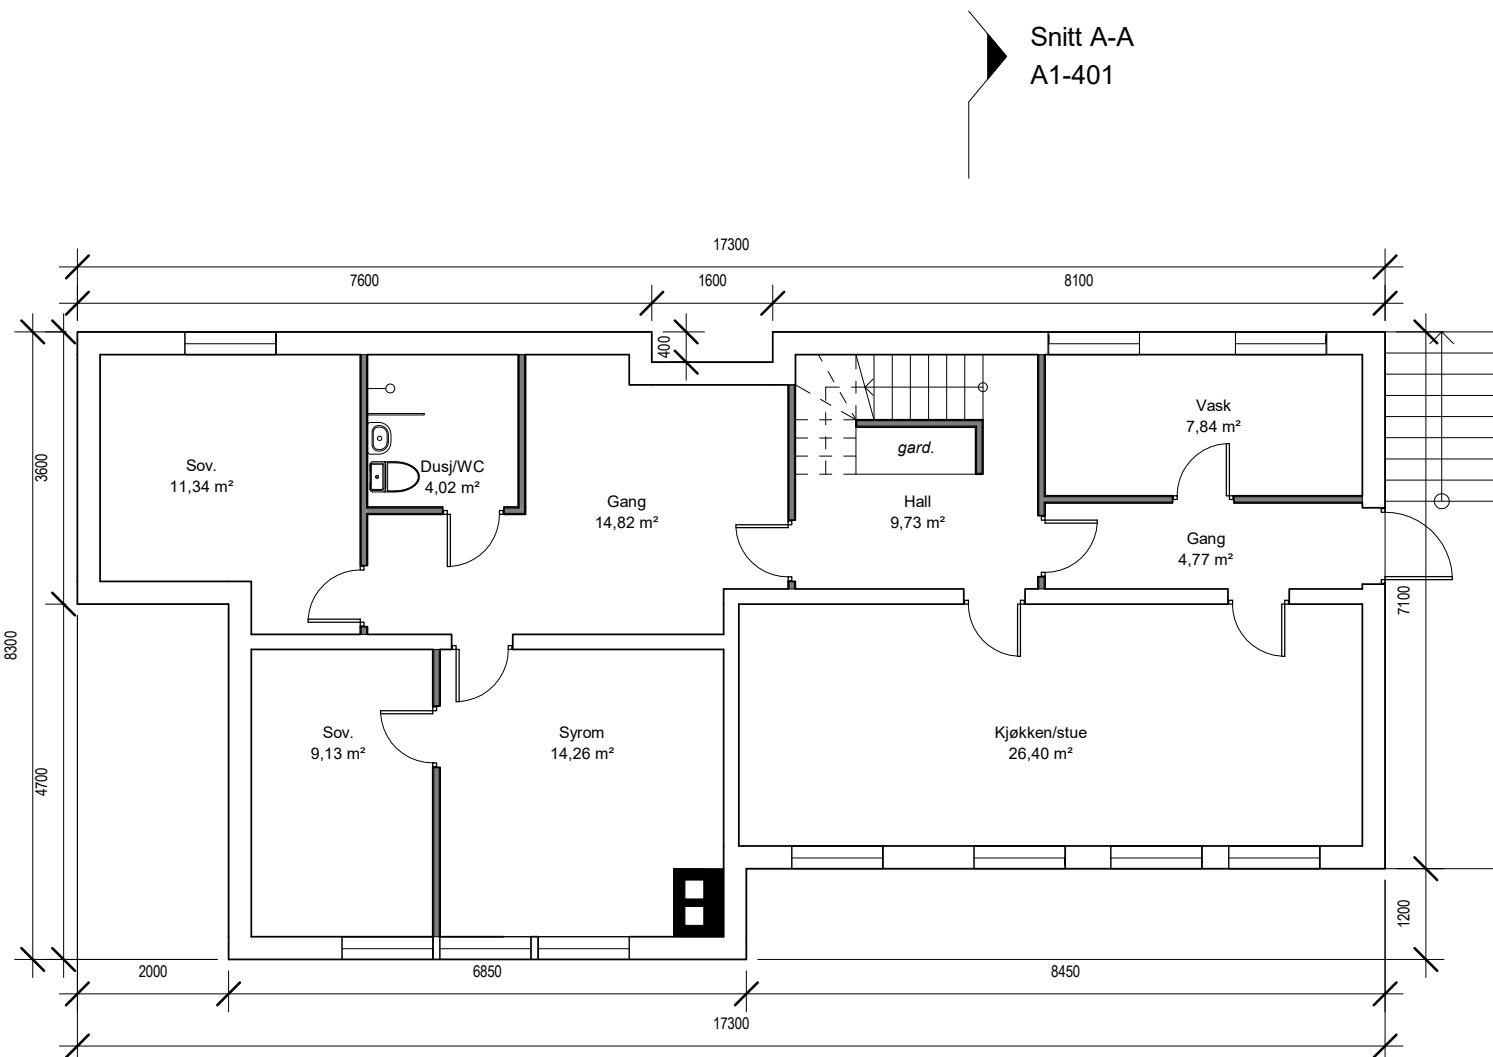 Snitt A-A
A1-401
17300
7600
1600
8100
400
3600
8300
4700
7100
1200
Sov.
11,34 m²
Dusj/WC
4,02 m²
Gang
14,82 m²
gard.
Hall
9,73 m²
Vask
7,84 m²
Gang
4,77 m²
Sov.
9,13 m²
Syrom
14,26 m²
Kjøkken/stue
26,40 m²
2000
6850
8450
17300